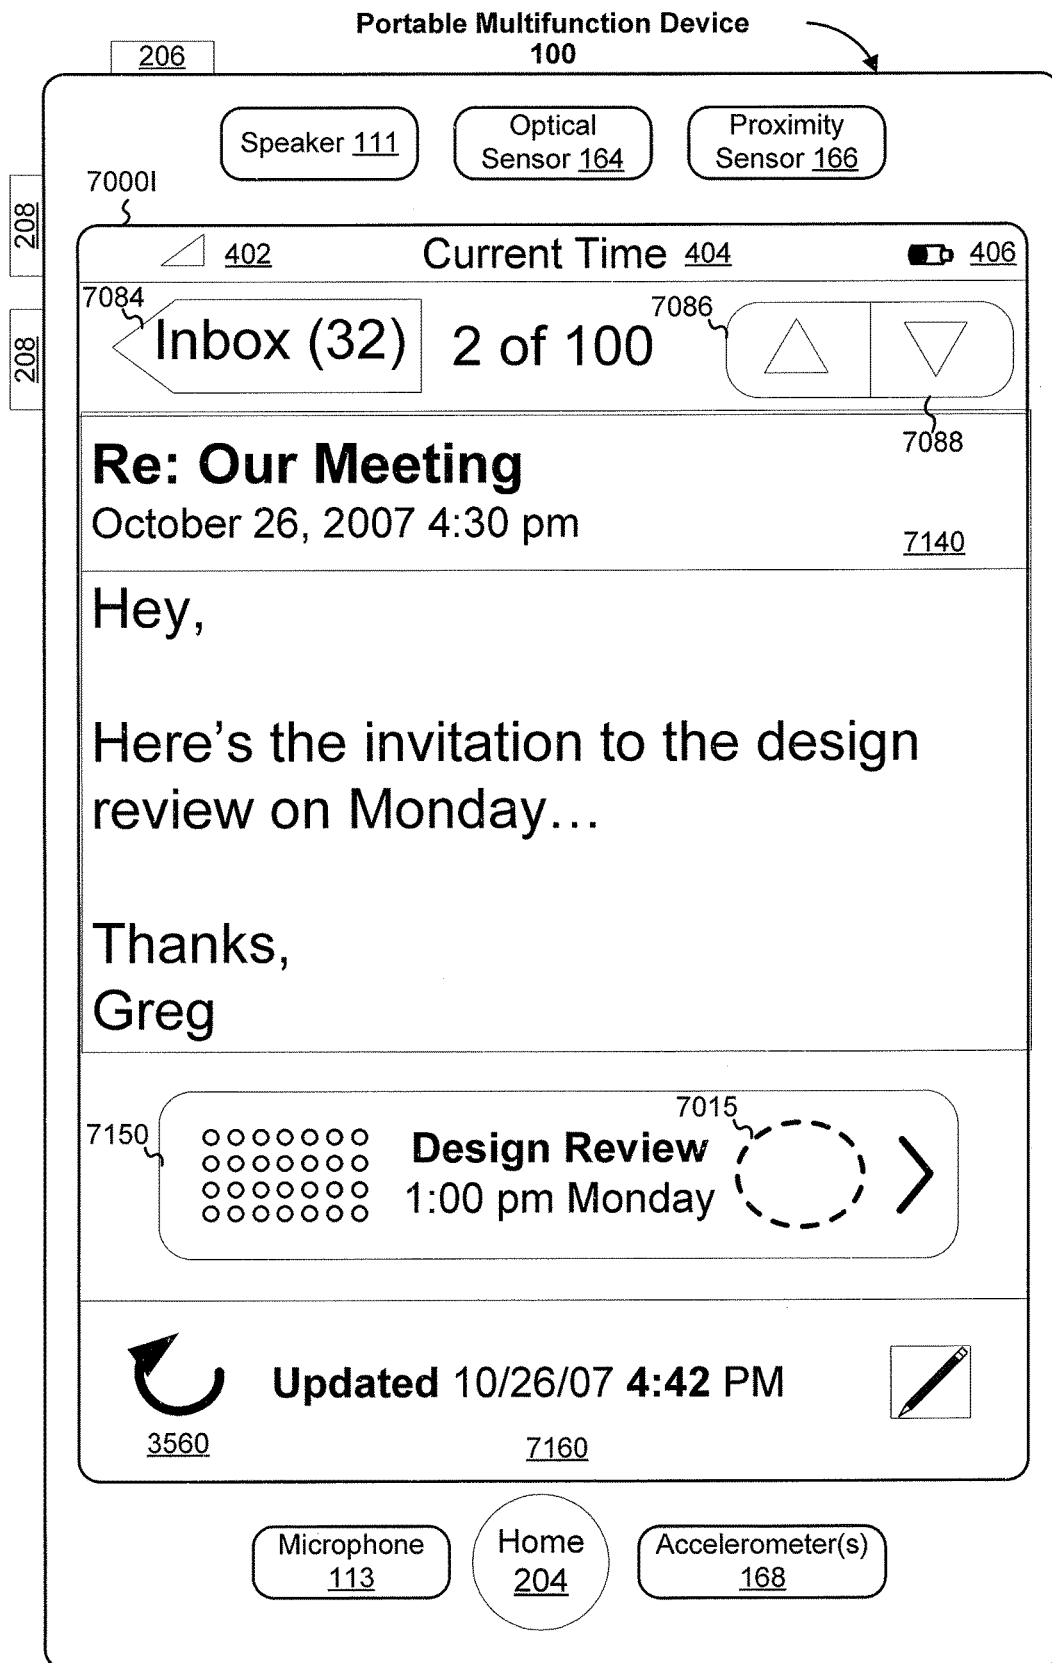 Portable Multifunction Device
100
206
Speaker 111
Optical
Sensor 164
Proximity
Sensor 166
208
7000I
402
Current Time 404
406
208
7084
Inbox (32)
2 of 100
7086
7088
Re: Our Meeting
October 26, 2007 4:30 pm
7140
Hey,
Here’s the invitation to the design
review on Monday…
Thanks,
Greg
7150
7015
Design Review
1:00 pm Monday
Updated 10/26/07 4:42 PM
3560
7160
Microphone
113
Home
204
Accelerometer(s)
168